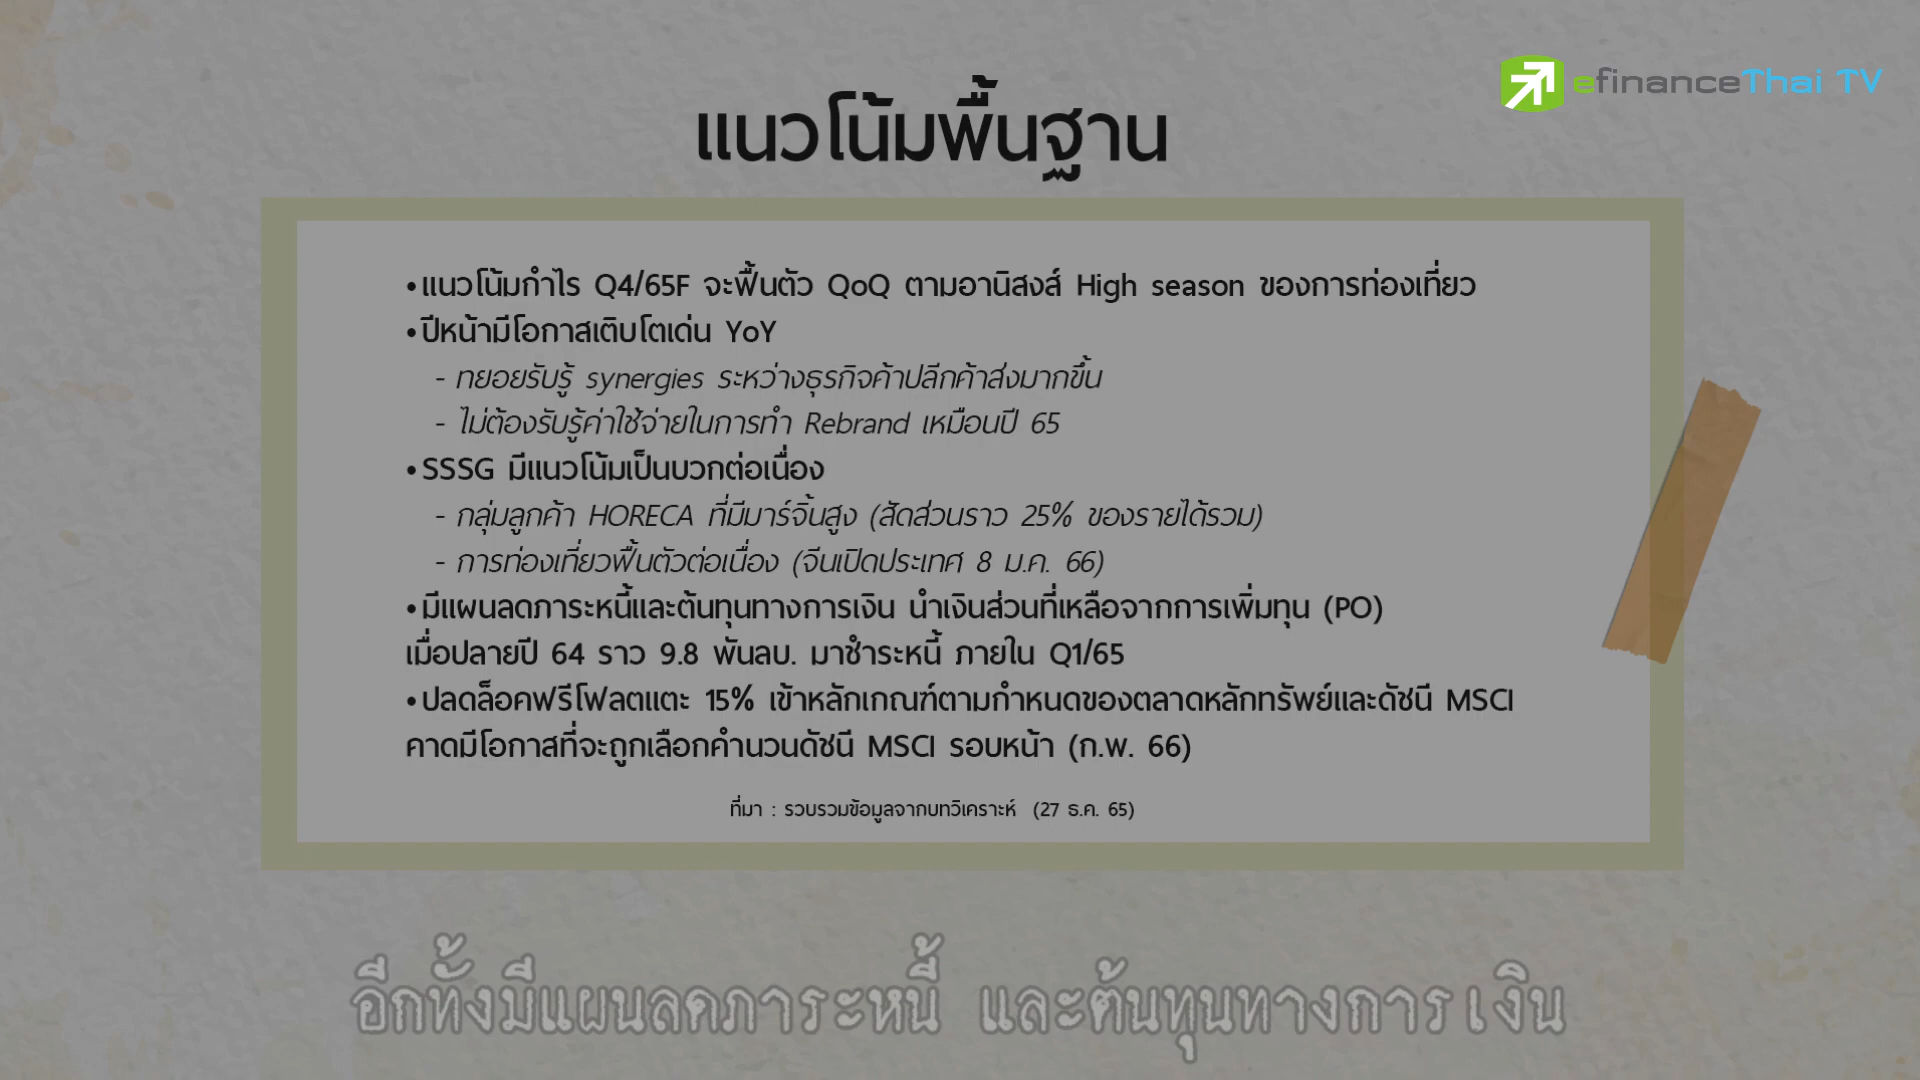 efinanceThai TV
แนวโน้มพื้นฐาน
•แนวโน้มกำไร Q4/65F จะฟื้นตัว QoQ ตามอานิสงส์ High season ของการท่องเที่ยว
•ปีหน้ามีโอกาสเติบโตเด่น YoY
- ทยอยรับรู้ synergies ระหว่างธุรกิจค้าปลีกค้าส่งมากขึ้น
- ไม่ต้องรับรู้ค่าใช้จ่ายในการทำ Rebrand เหมือนปี 65
•SSSG มีแนวโน้มเป็นบวกต่อเนื่อง
- กลุ่มลูกค้า HORECA ที่มีมาร์จิ้นสูง (สัดส่วนราว 25% ของรายได้รวม)
- การท่องเที่ยวฟื้นตัวต่อเนื่อง (จีนเปิดประเทศ 8 ม.ค. 66)
•มีแผนลดภาระหนี้และต้นทุนทางการเงิน นำเงินส่วนที่เหลือจากการเพิ่มทุน (PO)
เมื่อปลายปี 64 ราว 9.8 พันลบ. มาชำระหนี้ ภายใน Q1/65
•ปลดล็อคฟรีโฟลตแตะ 15% เข้าหลักเกณฑ์ตามกำหนดของตลาดหลักทรัพย์และดัชนี MSCI
คาดมีโอกาสที่จะถูกเลือกคำนวนดัชนี MSCI รอบหน้า (ก.พ. 66)
ที่มา : รวบรวมข้อมูลจากบทวิเคราะห์ (27 ธ.ค. 65)
อีกทั้งมีแผนลดภาระหนี้ และต้นทุนทางการเงิน